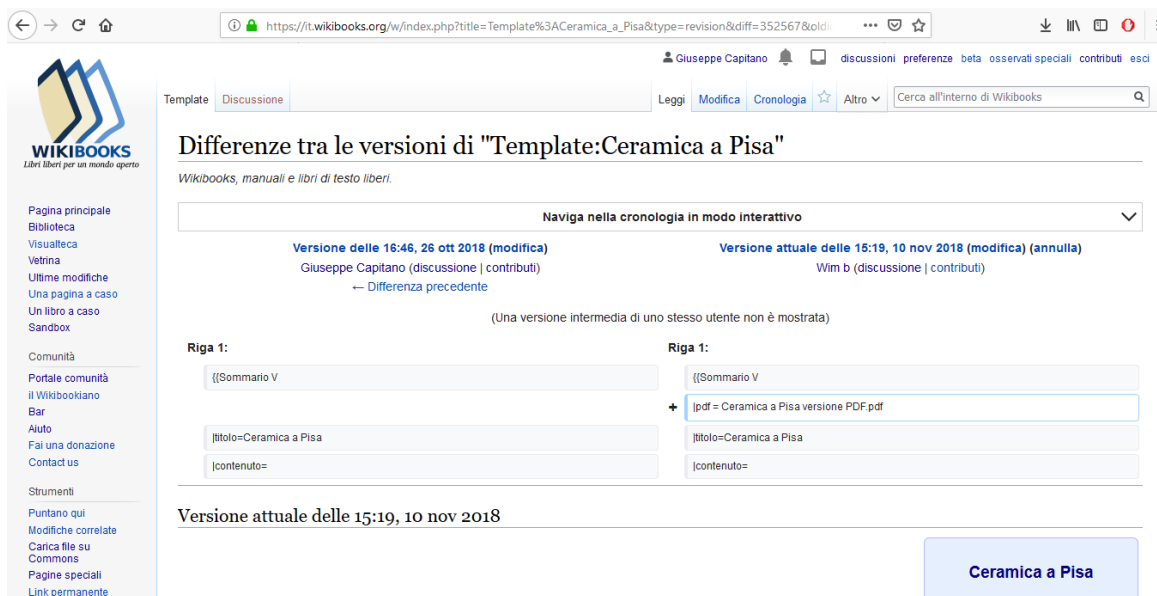 https://it.wikibooks.org/w/index.php?title=Template%3ACeramica_a_Pisa&type=revision&diff=352567&oldi
Giuseppe Capitano discussioni preferenze beta osservati speciali contributi esci
Template Discussione Leggi Modifica Cronologia Altro Cerca all'interno di Wikibooks
WIKIBOOKS
Libri liberi per un mondo aperto
Differenze tra le versioni di "Template:Ceramica a Pisa"
Wikibooks, manuali e libri di testo liberi.
Pagina principale
Biblioteca
Visualteca
Vetrina
Ultime modifiche
Una pagina a caso
Un libro a caso
Sandbox
Comunità
Portale comunità
il Wikibookiano
Bar
Aiuto
Fai una donazione
Contact us
Strumenti
Puntano qui
Modifiche correlate
Carica file su
Commons
Pagine speciali
Link permanente
Naviga nella cronologia in modo interattivo
Versione delle 16:46, 26 ott 2018 (modifica)
Giuseppe Capitano (discussione | contributi)
← Differenza precedente
Versione attuale delle 15:19, 10 nov 2018 (modifica) (annulla)
Wim b (discussione | contributi)
(Una versione intermedia di uno stesso utente non è mostrata)
Riga 1: Riga 1:
{{Sommario V {{Sommario V
+ |pdf = Ceramica a Pisa versione PDF.pdf
|titolo=Ceramica a Pisa |titolo=Ceramica a Pisa
|contenuto= |contenuto=
Versione attuale delle 15:19, 10 nov 2018
Ceramica a Pisa